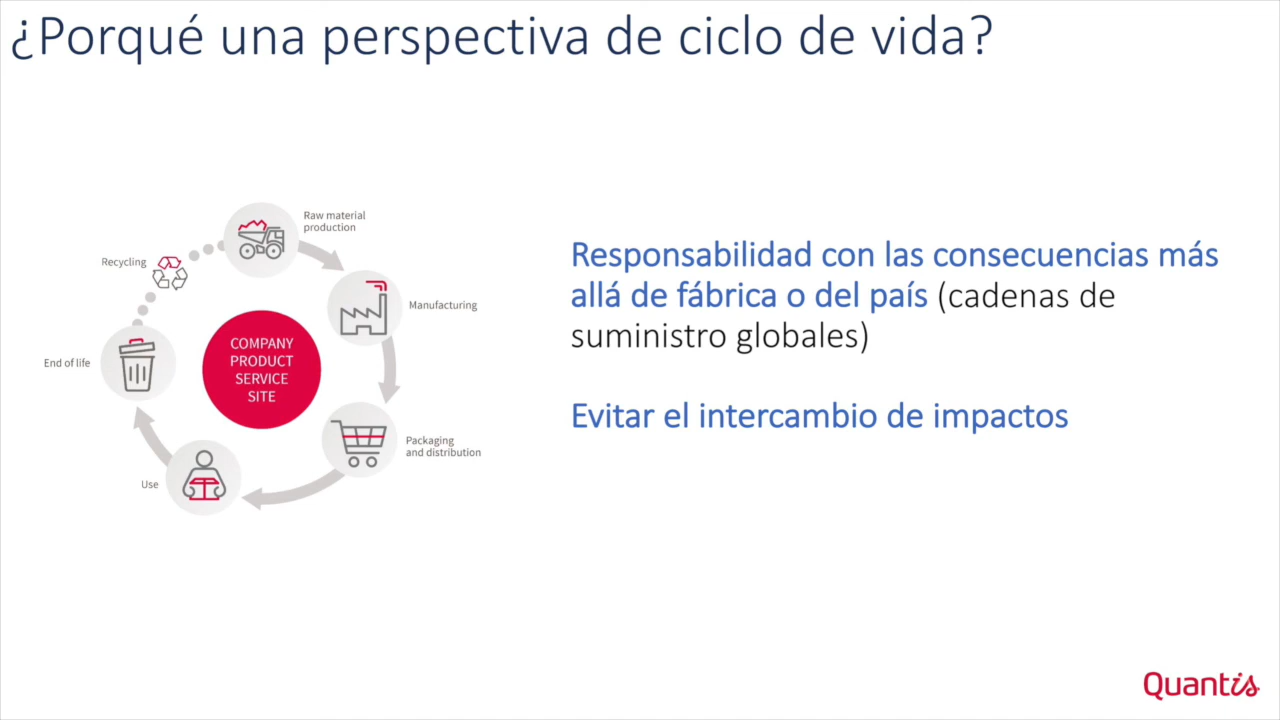 ¿Porqué una perspectiva de ciclo de vida?
Raw material
production
Recycling
Manufacturing
COMPANY
PRODUCT
SERVICE
SITE
End of life
Packaging
and distribution
Use
Responsabilidad con las consecuencias más
allá de fábrica o del país (cadenas de
suministro globales)
Evitar el intercambio de impactos
Quantis